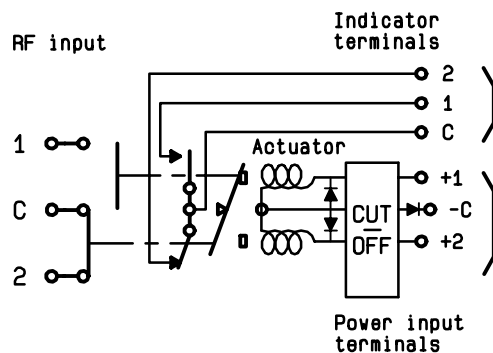 RF input
Indicator
terminals
2
1
C
1
C
2
Actuator
+1
-C
+2
CUT
OFF
Power input
terminals